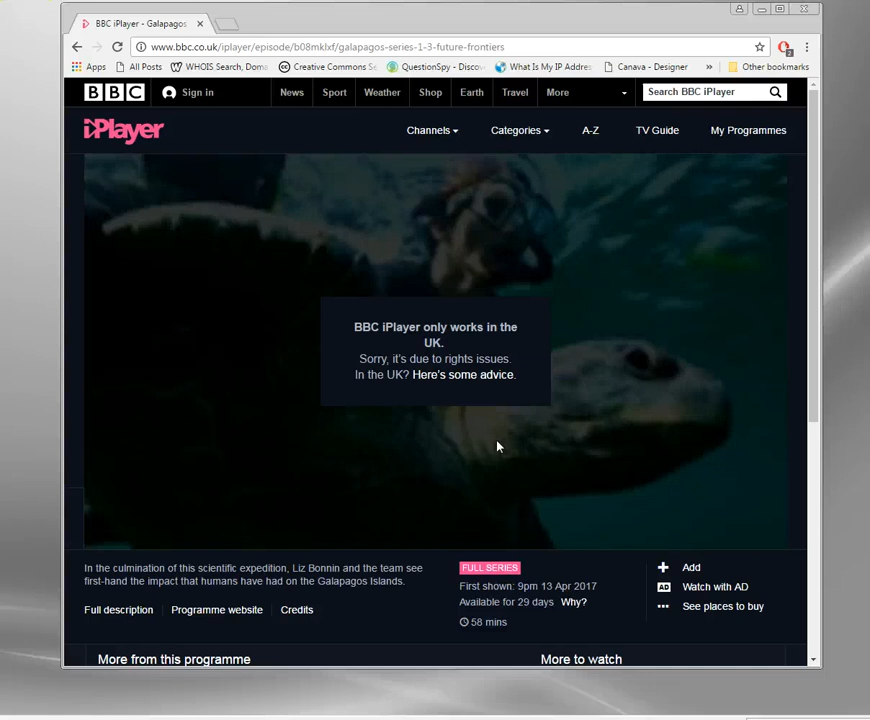 BBC iPlayer - Galapagos
www.bbc.co.uk/iplayer/episode/b08mklxf/galapagos-series-1-3-future-frontiers
2
Apps All Posts WHOIS Search, Doma Creative Commons Se QuestionSpy - Discov What Is My IP Addres Canava - Designer » Other bookmarks
BBC Sign in News Sport Weather Shop Earth Travel More Search BBC iPlayer
iPlayer Channels Categories A-Z TV Guide My Programmes
BBC iPlayer only works in the
UK.
Sorry, it's due to rights issues.
In the UK? Here's some advice.
In the culmination of this scientific expedition, Liz Bonnin and the team see
first-hand the impact that humans have had on the Galapagos Islands.
Full description Programme website Credits
FULL SERIES
First shown: 9pm 13 Apr 2017
Available for 29 days Why?
58 mins
Add
AD Watch with AD
See places to buy
More from this programme More to watch